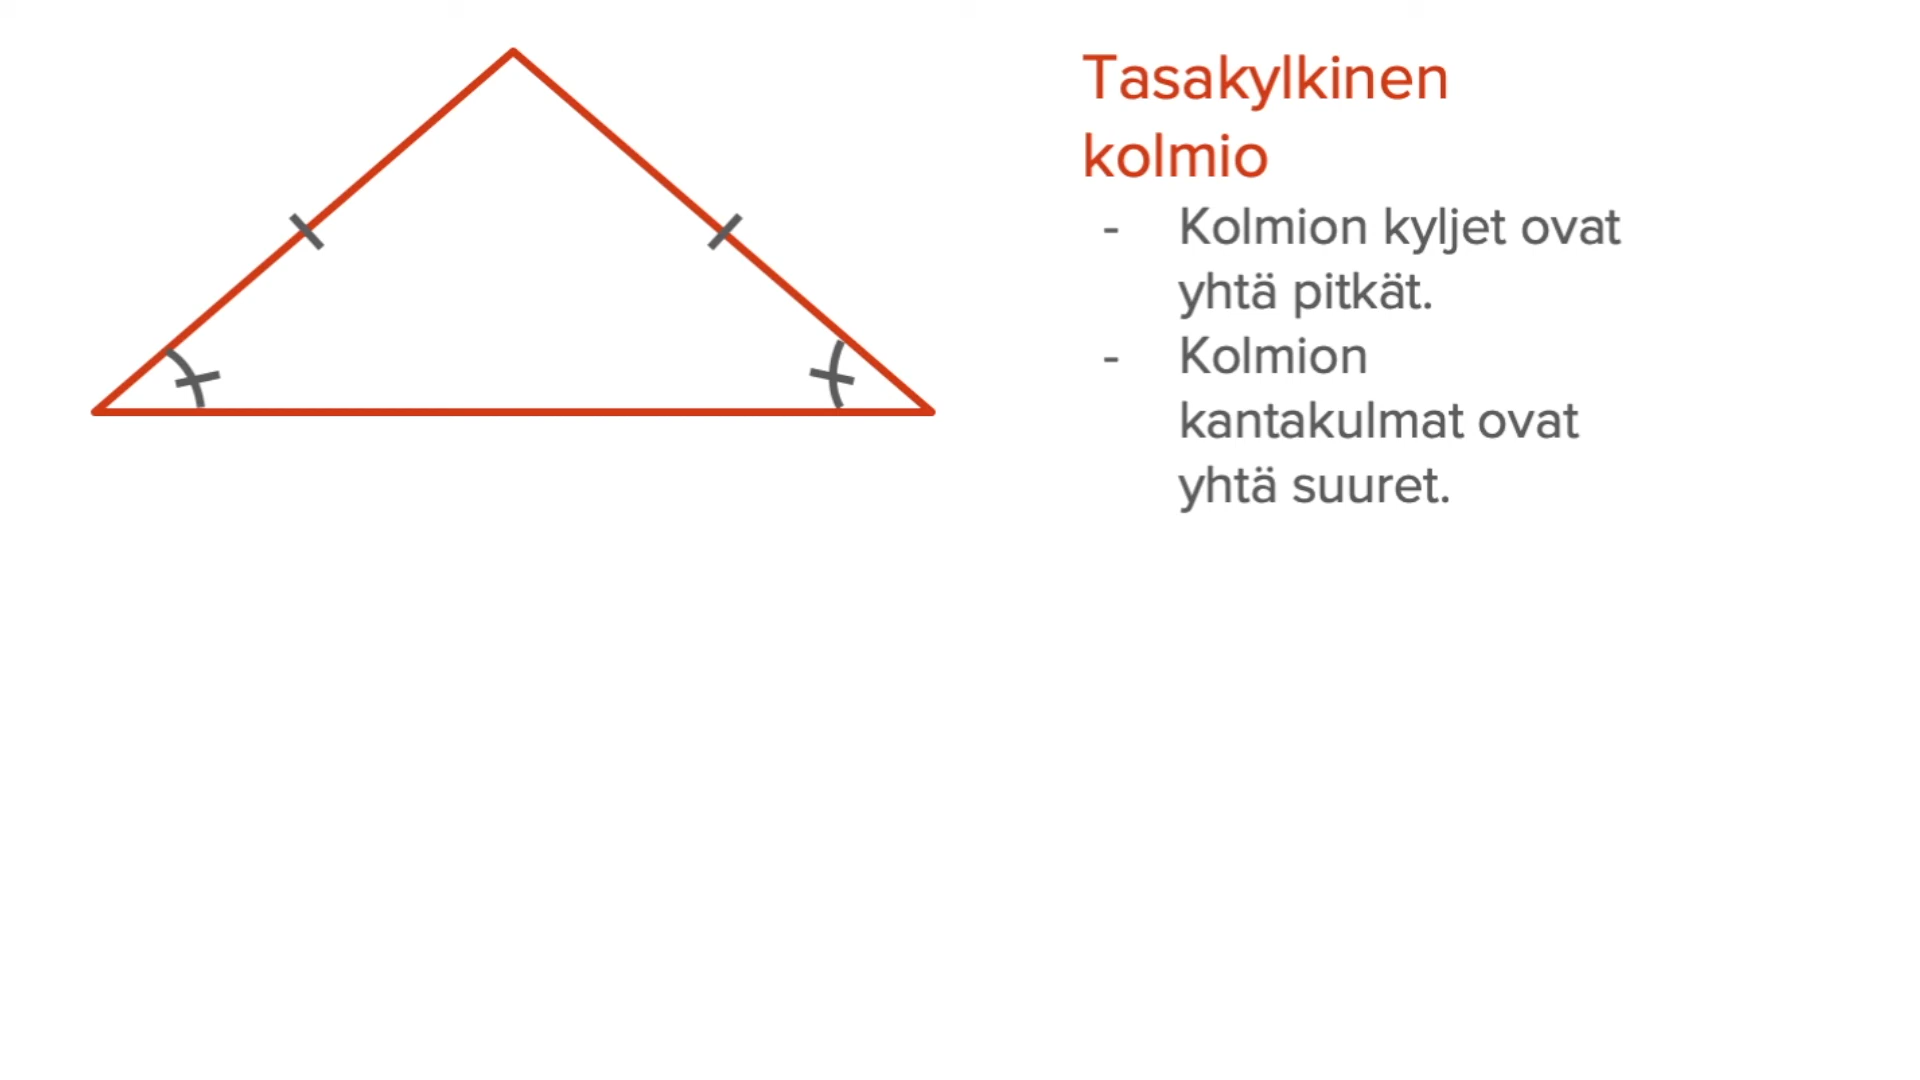 Tasakylkinen
kolmio
- Kolmion kyljet ovat
yhtä pitkät.
- Kolmion
kantakulmat ovat
yhtä suuret.